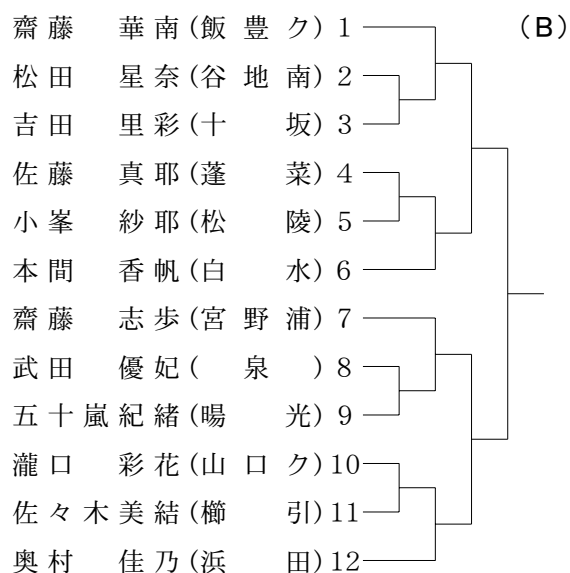 齋藤 華南(飯豊ク) 1 (B)
松田 星奈(谷地南) 2
吉田 里彩(十坂) 3
佐藤 真耶(蓬菜) 4
小峯 紗耶(松陵) 5
本間 香帆(白水) 6
齋藤 志歩(宮野浦) 7
武田 優妃(泉) 8
五十嵐紀緒(暘光) 9
瀧口 彩花(山口ク) 10
佐々木美結(櫛引) 11
奥村 佳乃(浜田) 12